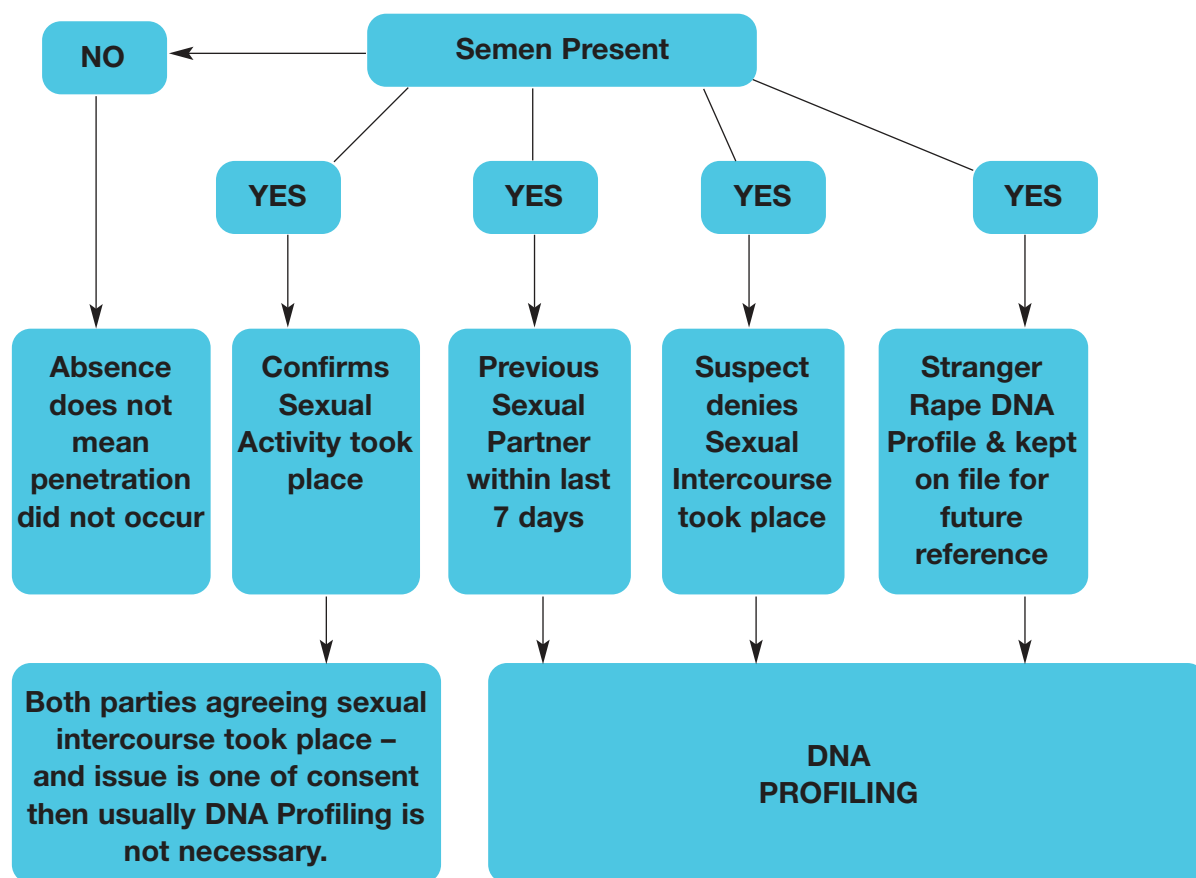 NO
Semen Present
YES
YES
YES
YES
Absence
does not
mean
penetration
did not occur
Confirms
Sexual
Activity took
place
Previous
Sexual
Partner
within last
7 days
Suspect
denies
Sexual
Intercourse
took place
Stranger
Rape DNA
Profile & kept
on file for
future
reference
Both parties agreeing sexual
intercourse took place –
and issue is one of consent
then usually DNA Profiling is
not necessary.
DNA
PROFILING